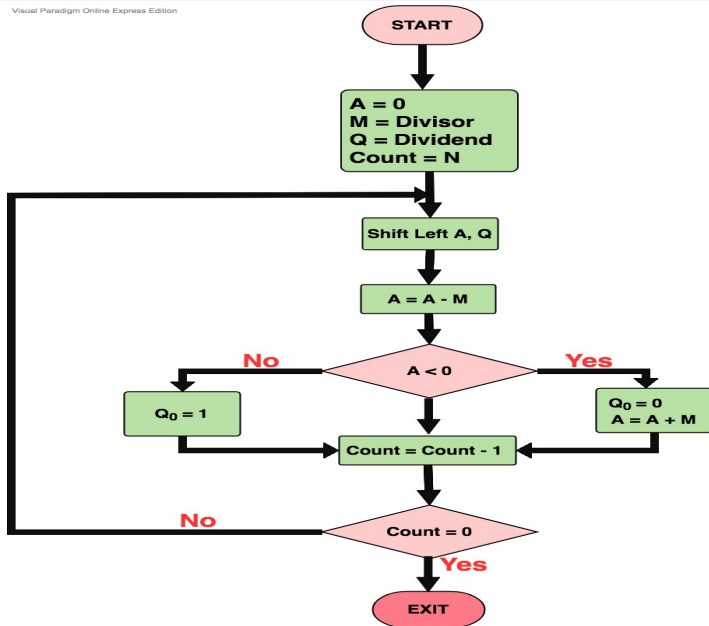 Visual Paradigm Online Express Edition
START
A = 0
M = Divisor
Q = Dividend
Count = N
Shift Left A, Q
A = A - M
No
A < 0
Yes
Q₀ = 1
Q₀ = 0
A = A + M
Count = Count - 1
No
Count = 0
Yes
EXIT